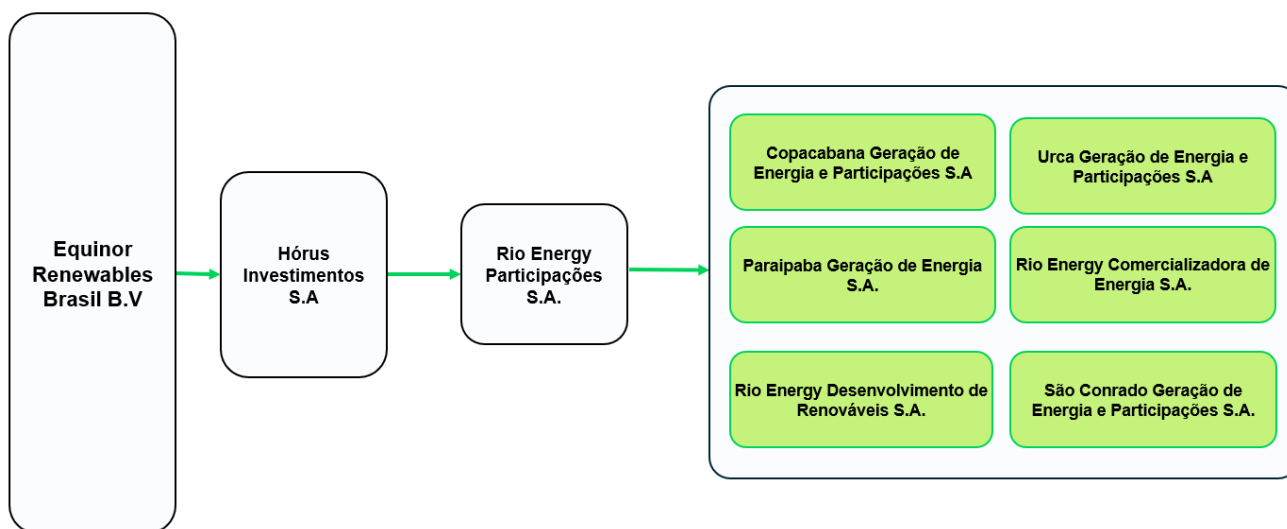 Equinor
Renewables
Brasil B.V
Hórus
Investimentos
S.A
Rio Energy
Participações
S.A.
Copacabana Geração de
Energia e Participações S.A
Urca Geração de Energia e
Participações S.A
Paraipaba Geração de Energia
S.A.
Rio Energy Comercializadora de
Energia S.A.
Rio Energy Desenvolvimento de
Renováveis S.A.
São Conrado Geração de
Energia e Participações S.A.